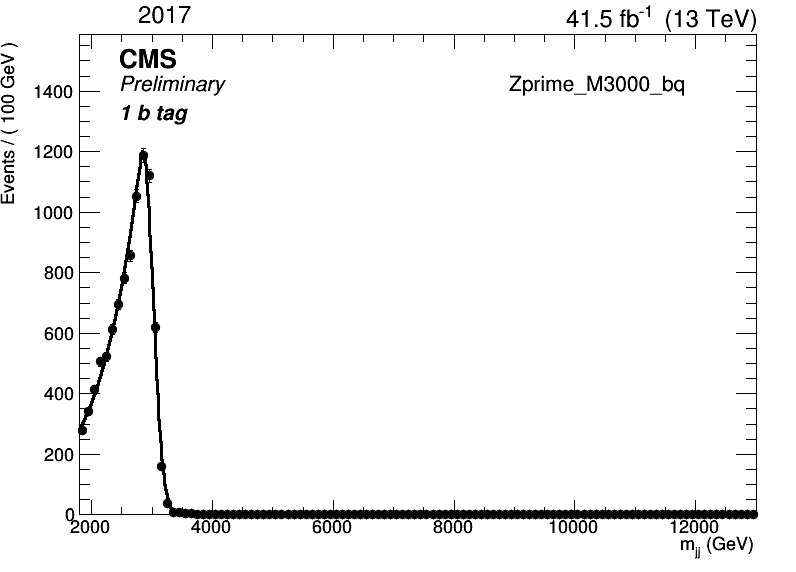 2017
41.5 fb⁻¹ (13 TeV)
CMS
Preliminary
1 b tag
Zprime_M3000_bq
Events / ( 100 GeV )
1400
1200
1000
800
600
400
200
0
2000 4000 6000 8000 10000 12000
m_jj (GeV)